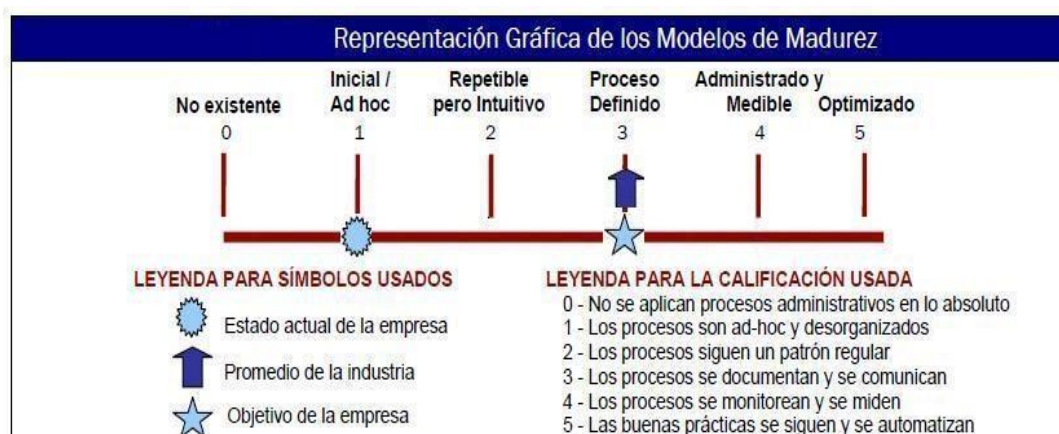 Representación Gráfica de los Modelos de Madurez
No existente
0
Inicial /
Ad hoc
1
Repetible
pero Intuitivo
2
Proceso
Definido
3
Administrado y
Medible
4
Optimizado
5
LEYENDA PARA SÍMBOLOS USADOS
Estado actual de la empresa
Promedio de la industria
Objetivo de la empresa
LEYENDA PARA LA CALIFICACIÓN USADA
0 - No se aplican procesos administrativos en lo absoluto
1 - Los procesos son ad-hoc y desorganizados
2 - Los procesos siguen un patrón regular
3 - Los procesos se documentan y se comunican
4 - Los procesos se monitorean y se miden
5 - Las buenas prácticas se siguen y se automatizan